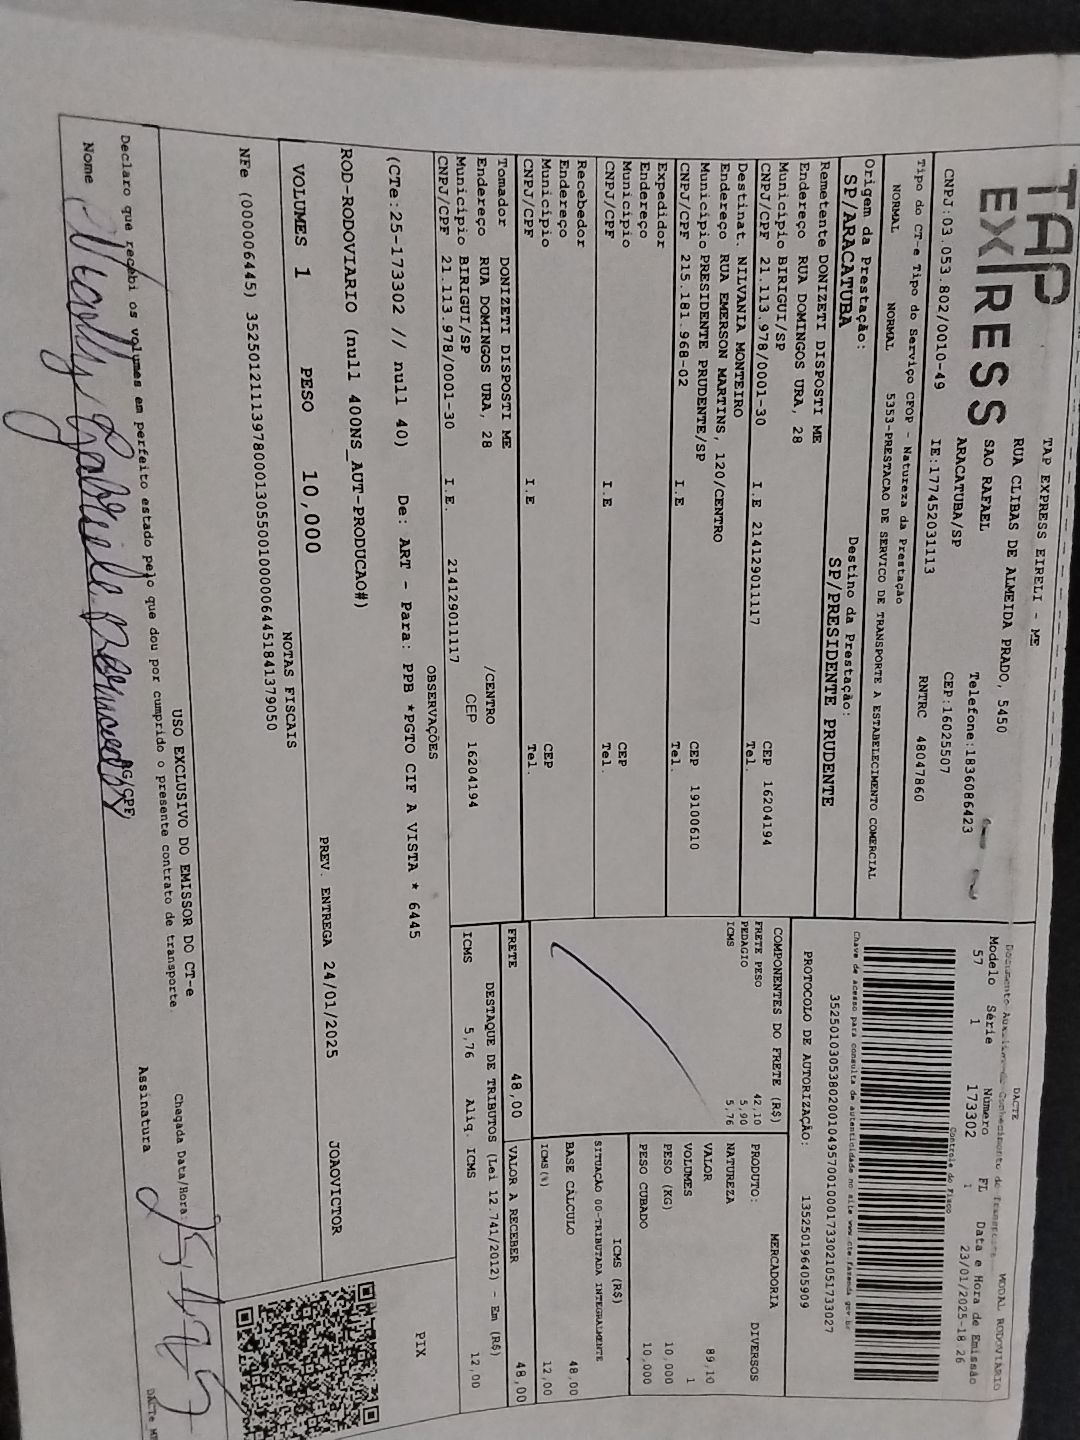 TAP
EXPRESS
TAP EXPRESS EIRELI - ME
RUA CLIBAS DE ALMEIDA PRADO, 5450
SAO RAFAEL
Telefone:1836086423
ARACATUBA/SP
CEP:16025507
CNPJ:03.053.802/0010-49
IE:177452031113
RNTRC 48047860
DACTE
MODAL RODOVIARIO
Documento Auxiliar de Conhecimento de Transporte
Modelo Série Número FL Data e Hora de Emissão
57 1 173302 1 23/01/2025-18 26
Controle do Fisco
Chave de acesso para consulta de autenticidade no site www.cte.fazenda.gov.br
35250103053802001049570010001733021051733027
PROTOCOLO DE AUTORIZAÇÃO: 135250196405909
Tipo do CT-e Tipo do Serviço CFOP - Natureza da Prestação
NORMAL NORMAL 5353-PRESTACAO DE SERVICO DE TRANSPORTE A ESTABELECIMENTO COMERCIAL
Origem da Prestação: Destino da Prestação:
SP/ARACATUBA SP/PRESIDENTE PRUDENTE
Remetente DONIZETI DISPOSTI ME
Endereço RUA DOMINGOS URA, 28
Município BIRIGUI/SP CEP 16204194
CNPJ/CPF 21.113.978/0001-30 I.E 214129011117 Tel.
Destinat. NILVANIA MONTEIRO
Endereço RUA EMERSON MARTINS, 120/CENTRO
Município PRESIDENTE PRUDENTE/SP CEP 19100610
CNPJ/CPF 215.181.968-02 I.E Tel.
Expedidor
Endereço
Município CEP
CNPJ/CPF I.E Tel.
Recebedor
Endereço
Município CEP
CNPJ/CPF I.E Tel.
Tomador DONIZETI DISPOSTI ME
Endereço RUA DOMINGOS URA, 28 /CENTRO
Município BIRIGUI/SP CEP 16204194
CNPJ/CPF 21.113.978/0001-30 I.E. 214129011117
COMPONENTES DO FRETE (R$)
FRETE PESO 42,10
PEDAGIO 5,90
ICMS 5,76
MERCADORIA
PRODUTO: DIVERSOS
NATUREZA
VALOR 89,10
VOLUMES 1
PESO (KG) 10,000
PESO CUBADO 10,000
ICMS (R$)
SITUAÇÃO 00-TRIBUTADA INTEGRALMENTE
BASE CÁLCULO 48,00
ICMS(%) 12,00
FRETE 48,00 VALOR A RECEBER 48,00
DESTAQUE DE TRIBUTOS (Lei 12.741/2012) - Em (R$)
ICMS 5,76 Aliq. ICMS 12,00
OBSERVAÇÕES
(CTe:25-173302 // null 40) De: ART - Para: PPB *PGTO CIF A VISTA * 6445
ROD-RODOVIARIO (null 400NS_AUT-PRODUCAO#)
PIX
PREV. ENTREGA 24/01/2025 JOAOVICTOR
VOLUMES 1 PESO 10,000
NOTAS FISCAIS
NFe (000006445) 35250121113978000130550010000064451841379050
USO EXCLUSIVO DO EMISSOR DO CT-e
Declaro que recebi os volumes em perfeito estado pelo que dou por cumprido o presente contrato de transporte.
Chegada Data/Hora:
Nome
RG/CPF
Assinatura